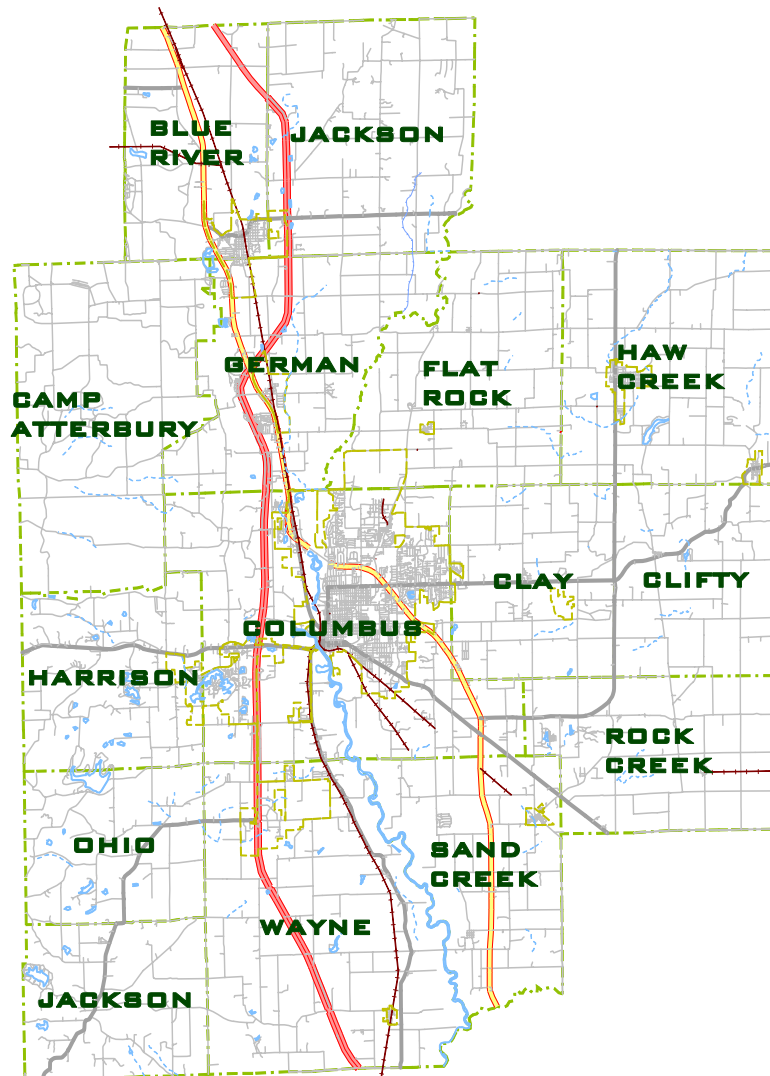 BLUE
RIVER
JACKSON
GERMAN
FLAT
ROCK
HAW
CREEK
CAMP
ATTERBURY
CLAY
CLIFTY
COLUMBUS
HARRISON
ROCK
CREEK
OHIO
SAND
CREEK
WAYNE
JACKSON